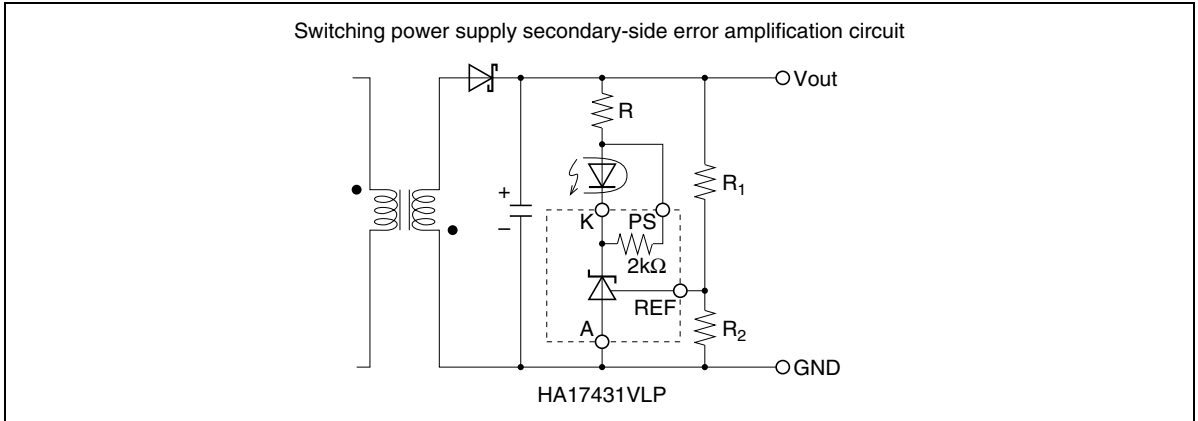 Switching power supply secondary-side error amplification circuit
Vout
R
R1
+
−
K
PS
2kΩ
REF
A
R2
GND
HA17431VLP